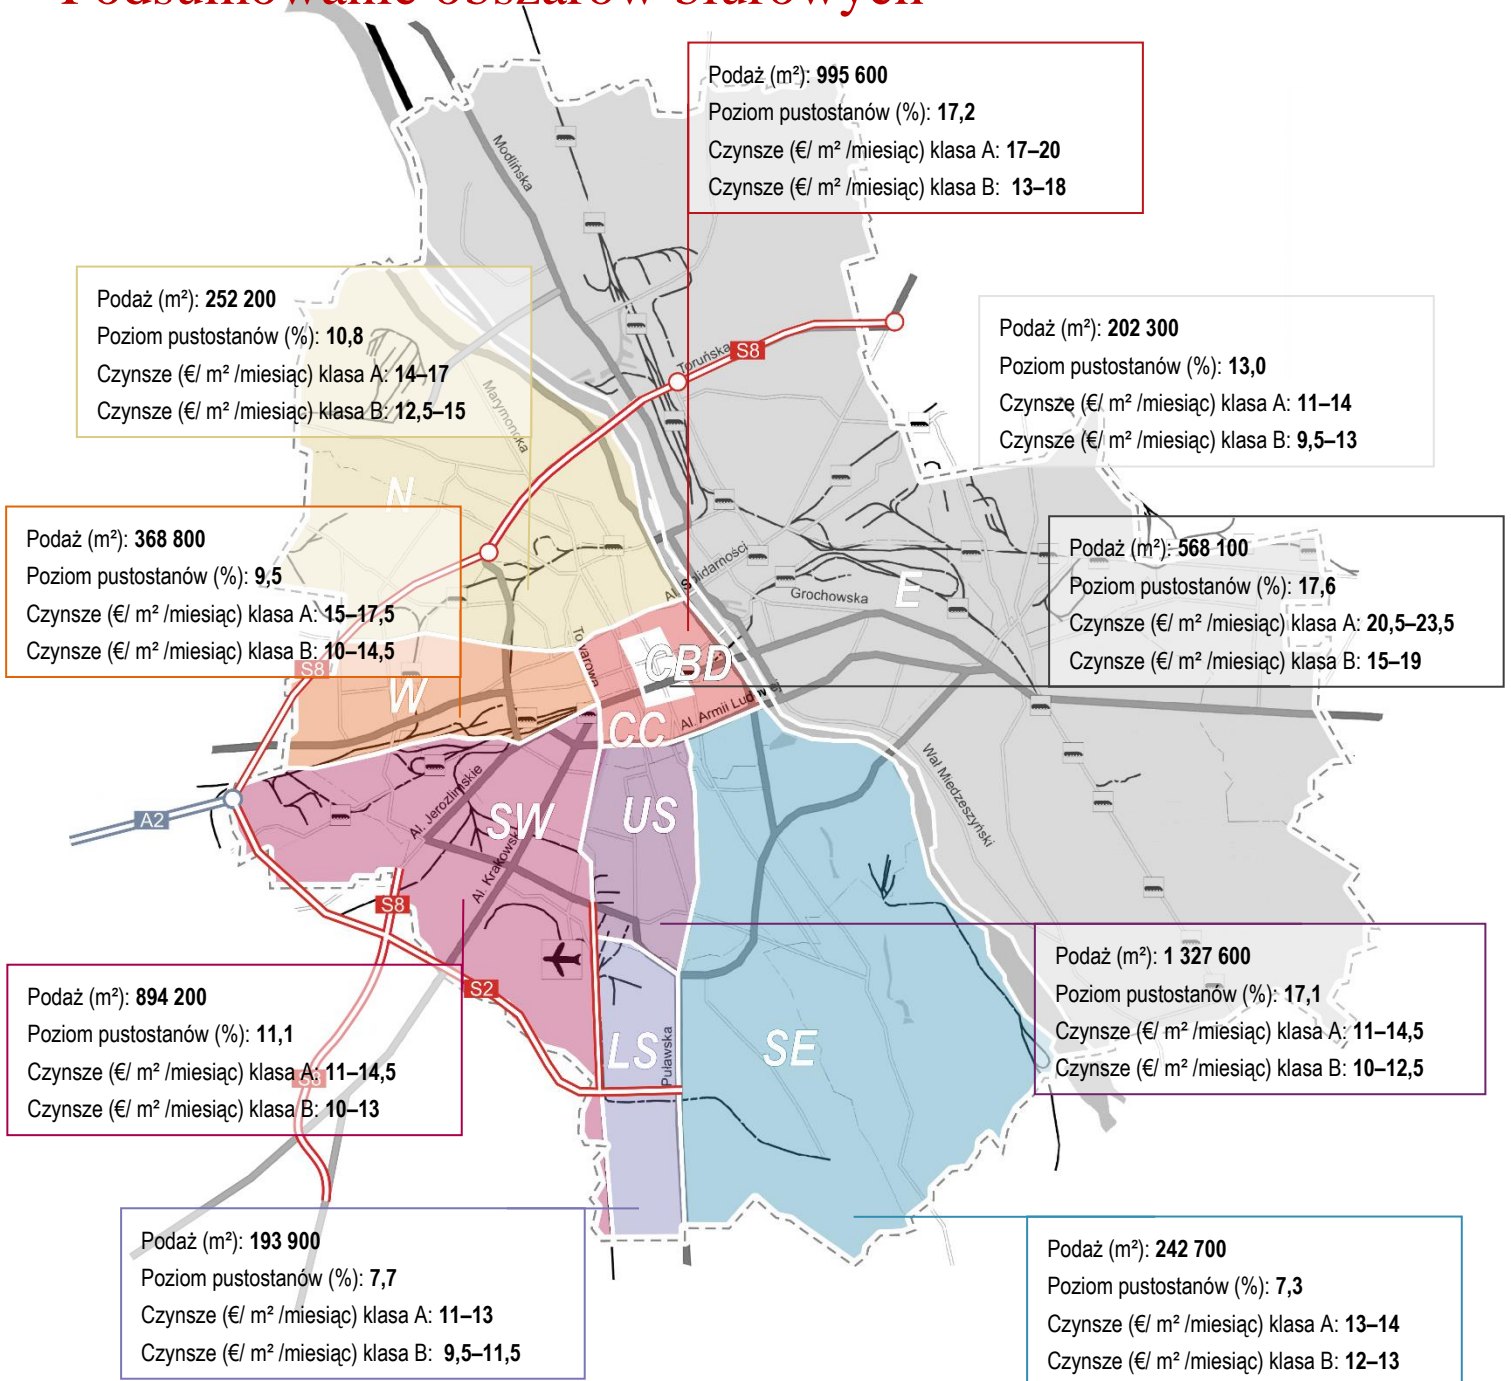 Podsumowanie obszarów biurowych
Podaż (m²): 995 600
Poziom pustostanów (%): 17,2
Czynsze (€/ m² /miesiąc) klasa A: 17–20
Czynsze (€/ m² /miesiąc) klasa B: 13–18
Modlińska
Podaż (m²): 252 200
Poziom pustostanów (%): 10,8
Czynsze (€/ m² /miesiąc) klasa A: 14–17
Czynsze (€/ m² /miesiąc) klasa B: 12,5–15
Podaż (m²): 202 300
Poziom pustostanów (%): 13,0
Czynsze (€/ m² /miesiąc) klasa A: 11–14
Czynsze (€/ m² /miesiąc) klasa B: 9,5–13
Toruńska
S8
Marymoncka
N
Podaż (m²): 368 800
Poziom pustostanów (%): 9,5
Czynsze (€/ m² /miesiąc) klasa A: 15–17,5
Czynsze (€/ m² /miesiąc) klasa B: 10–14,5
S8
Al. Solidarności
Grochowska
E
Podaż (m²): 568 100
Poziom pustostanów (%): 17,6
Czynsze (€/ m² /miesiąc) klasa A: 20,5–23,5
Czynsze (€/ m² /miesiąc) klasa B: 15–19
Towarowa
CBD
W
CC
Al. Armii Ludowej
Wał Miedzeszyński
A2
Al. Jerozlimskie
SW
Al. Krakowsk
US
S8
Podaż (m²): 894 200
Poziom pustostanów (%): 11,1
Czynsze (€/ m² /miesiąc) klasa A: 11–14,5
Czynsze (€/ m² /miesiąc) klasa B: 10–13
S2
S8
LS
Puławska
SE
Podaż (m²): 1 327 600
Poziom pustostanów (%): 17,1
Czynsze (€/ m² /miesiąc) klasa A: 11–14,5
Czynsze (€/ m² /miesiąc) klasa B: 10–12,5
Podaż (m²): 193 900
Poziom pustostanów (%): 7,7
Czynsze (€/ m² /miesiąc) klasa A: 11–13
Czynsze (€/ m² /miesiąc) klasa B: 9,5–11,5
Podaż (m²): 242 700
Poziom pustostanów (%): 7,3
Czynsze (€/ m² /miesiąc) klasa A: 13–14
Czynsze (€/ m² /miesiąc) klasa B: 12–13